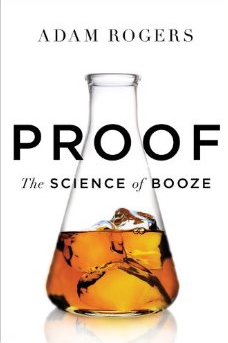 ADAM ROGERS
PROOF
The SCIENCE of BOOZE